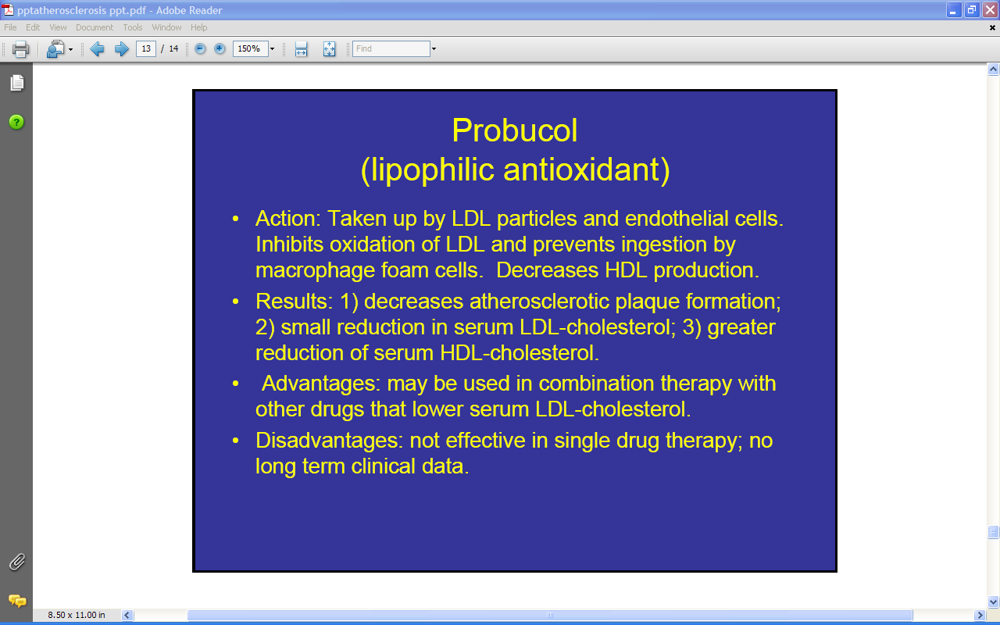 pptatherosclerosis ppt.pdf - Adobe Reader
File Edit View Document Tools Window Help
13 / 14 150% Find
Probucol
(lipophilic antioxidant)
• Action: Taken up by LDL particles and endothelial cells.
Inhibits oxidation of LDL and prevents ingestion by
macrophage foam cells.  Decreases HDL production.
• Results: 1) decreases atherosclerotic plaque formation;
2) small reduction in serum LDL-cholesterol; 3) greater
reduction of serum HDL-cholesterol.
• Advantages: may be used in combination therapy with
other drugs that lower serum LDL-cholesterol.
• Disadvantages: not effective in single drug therapy; no
long term clinical data.
8.50 x 11.00 in